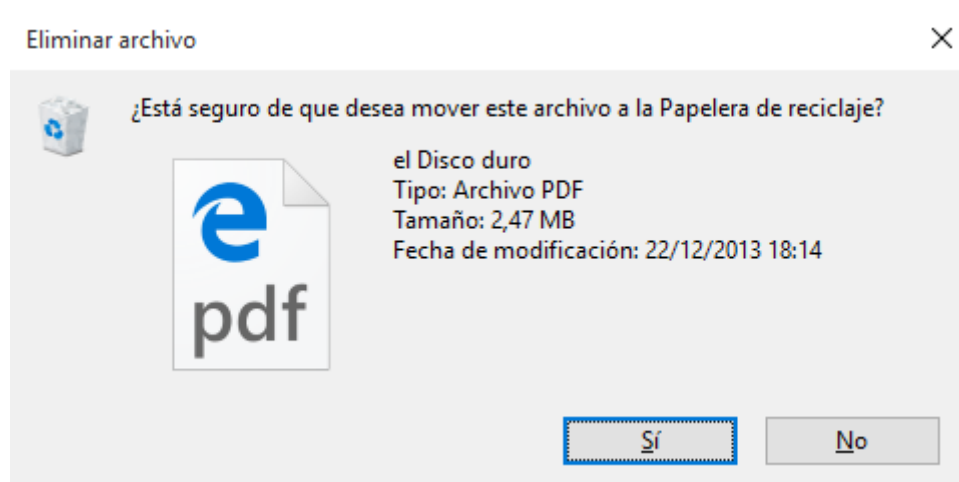 Eliminar archivo
¿Está seguro de que desea mover este archivo a la Papelera de reciclaje?
el Disco duro
Tipo: Archivo PDF
Tamaño: 2,47 MB
Fecha de modificación: 22/12/2013 18:14
e
pdf
Sí
No